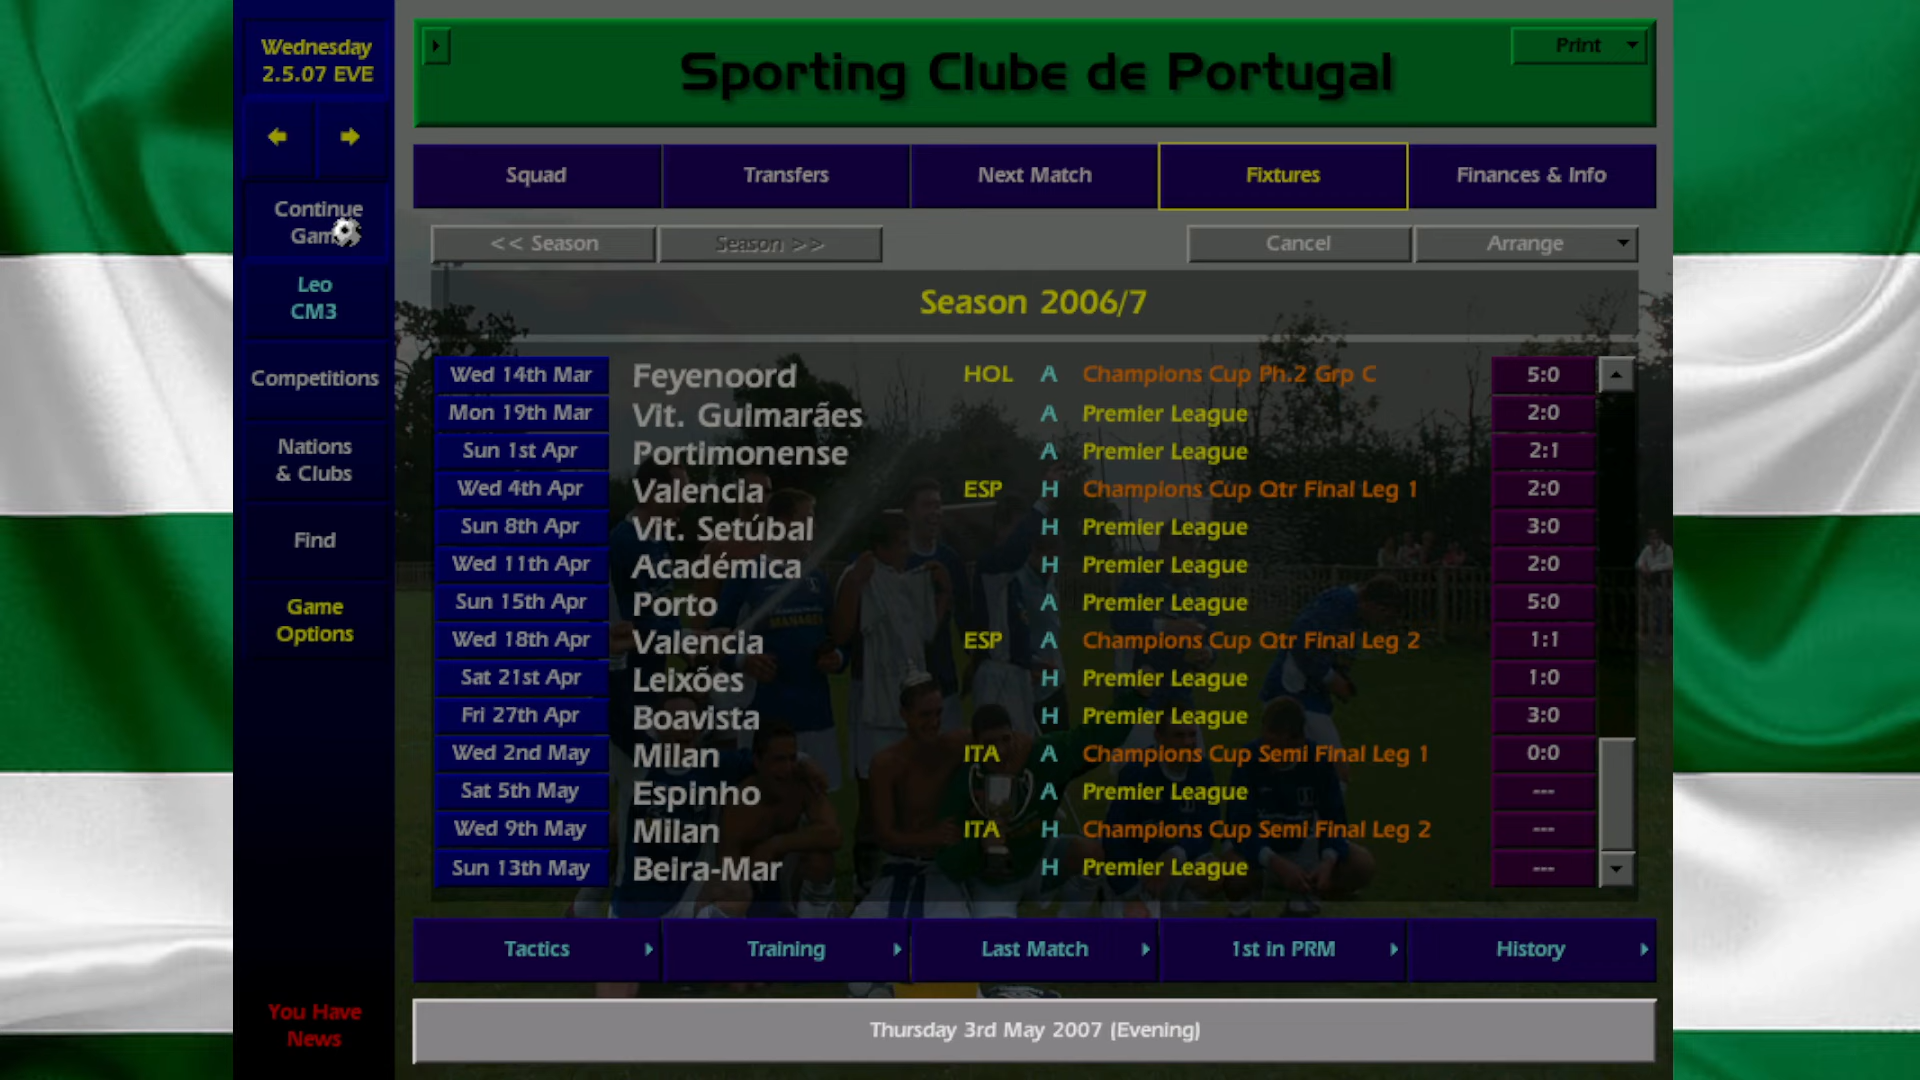 Wednesday
2.5.07 EVE
Sporting Clube de Portugal
Print
Squad
Transfers
Next Match
Fixtures
Finances & Info
Continue
Game
<< Season
Season >>
Cancel
Arrange
Leo
CM3
Season 2006/7
Competitions
Nations
& Clubs
Find
Game
Options
Wed 14th Mar Feyenoord HOL A Champions Cup Ph.2 Grp C 5:0
Mon 19th Mar Vit. Guimarães A Premier League 2:0
Sun 1st Apr Portimonense A Premier League 2:1
Wed 4th Apr Valencia ESP H Champions Cup Qtr Final Leg 1 2:0
Sun 8th Apr Vit. Setúbal H Premier League 3:0
Wed 11th Apr Académica H Premier League 2:0
Sun 15th Apr Porto A Premier League 5:0
Wed 18th Apr Valencia ESP A Champions Cup Qtr Final Leg 2 1:1
Sat 21st Apr Leixões H Premier League 1:0
Fri 27th Apr Boavista H Premier League 3:0
Wed 2nd May Milan ITA A Champions Cup Semi Final Leg 1 0:0
Sat 5th May Espinho A Premier League ---
Wed 9th May Milan ITA H Champions Cup Semi Final Leg 2 ---
Sun 13th May Beira-Mar H Premier League ---
Tactics
Training
Last Match
1st in PRM
History
You Have
News
Thursday 3rd May 2007 (Evening)